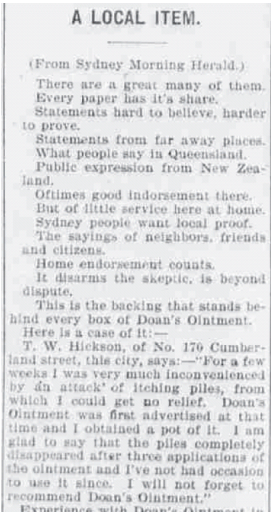 A LOCAL ITEM.
(From Sydney Morning Herald.)
There are a great many of them.
Every paper has it's share.
Statements hard to believe, harder
to prove.
Statements from far away places.
What people say in Queensland.
Public expression from New Zea-
land.
Oftimes good indorsement there.
But of little service here at home.
Sydney people want local proof.
The sayings of neighbors, friends
and citizens.
Home endorsement counts.
It disarms the skeptic, is beyond
dispute.
This is the backing that stands be-
hind every box of Doan's Ointment.
Here is a case of it:—
T. W. Hickson, of No. 170 Cumber-
land street, this city, says:—"For a few
weeks I was very much inconvenienced
by an attack of itching piles, from
which I could get no relief. Doan's
Ointment was first advertised at that
time and I obtained a pot of it. I am
glad to say that the piles completely
disappeared after three applications of
the ointment and I've not had occasion
to use it since. I will not forget to
recommend Doan's Ointment."
Experience with Doan's Ointment in